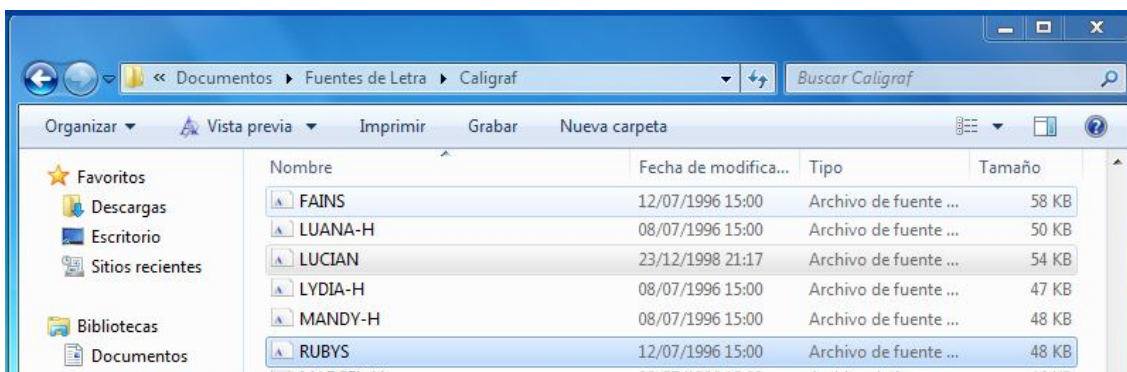 « Documentos ▸ Fuentes de Letra ▸ Caligraf
Buscar Caligraf
Organizar Vista previa Imprimir Grabar Nueva carpeta
Favoritos
Descargas
Escritorio
Sitios recientes
Bibliotecas
Documentos
Nombre Fecha de modifica... Tipo Tamaño
FAINS 12/07/1996 15:00 Archivo de fuente ... 58 KB
LUANA-H 08/07/1996 15:00 Archivo de fuente ... 50 KB
LUCIAN 23/12/1998 21:17 Archivo de fuente ... 54 KB
LYDIA-H 08/07/1996 15:00 Archivo de fuente ... 47 KB
MANDY-H 08/07/1996 15:00 Archivo de fuente ... 48 KB
RUBYS 12/07/1996 15:00 Archivo de fuente ... 48 KB